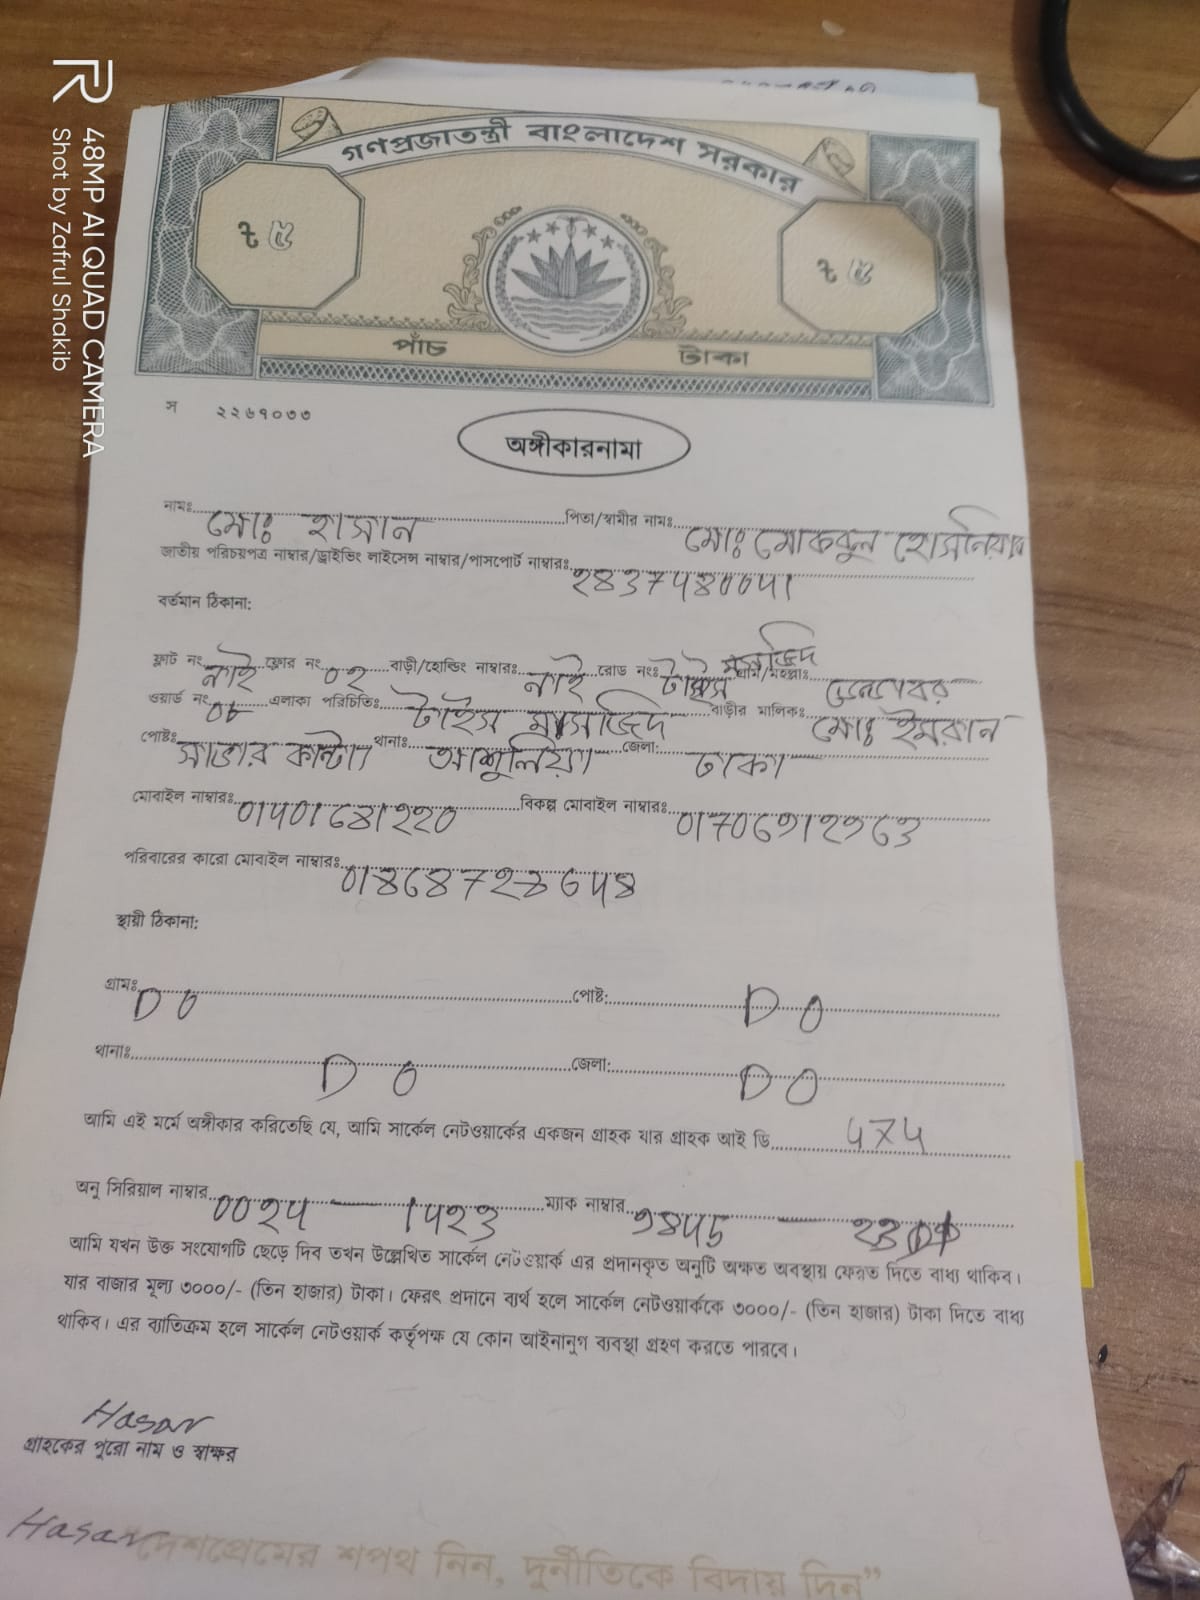 গণপ্রজাতন্ত্রী বাংলাদেশ সরকার
৳ ৫ ৳ ৫
পাঁচ টাকা
স ২২৬৭০৩৩
অঙ্গীকারনামা
নামঃ মোঃ হাসান পিতা/স্বামীর নামঃ মোঃ মোকবুল
জাতীয় পরিচয়পত্র নাম্বার/ড্রাইভিং লাইসেন্স নাম্বার/পাসপোর্ট নাম্বারঃ
বর্তমান ঠিকানা:
ফ্লাট নং নাই ফ্লোর নং ০২ বাড়ী/হোল্ডিং নাম্বারঃ নাই রোড নংঃ টাইস মসজিদ গ্রাম/মহল্লাঃ
ওয়ার্ড নং ০৮ এলাকা পরিচিতিঃ টাইস মসজিদ বাড়ীর মালিকঃ মোঃ ইমরান
পোষ্টঃ সাভার কান্টা থানাঃ আশুলিয়া জেলা: ঢাকা
মোবাইল নাম্বারঃ বিকল্প মোবাইল নাম্বারঃ
পরিবারের কারো মোবাইল নাম্বারঃ
স্থায়ী ঠিকানা:
গ্রামঃ D O পোষ্ট: D O
থানাঃ D O জেলা: D O
আমি এই মর্মে অঙ্গীকার করিতেছি যে, আমি সার্কেল নেটওয়ার্কের একজন গ্রাহক যার গ্রাহক আই ডি
অনু সিরিয়াল নাম্বার ম্যাক নাম্বার
আমি যখন উক্ত সংযোগটি ছেড়ে দিব তখন উল্লেখিত সার্কেল নেটওয়ার্ক এর প্রদানকৃত অনুটি অক্ষত অবস্থায় ফেরত দিতে বাধ্য থাকিব।
যার বাজার মূল্য ৩০০০/- (তিন হাজার) টাকা। ফেরৎ প্রদানে ব্যর্থ হলে সার্কেল নেটওয়ার্ককে ৩০০০/- (তিন হাজার) টাকা দিতে বাধ্য
থাকিব। এর ব্যতিক্রম হলে সার্কেল নেটওয়ার্ক কর্তৃপক্ষ যে কোন আইনানুগ ব্যবস্থা গ্রহণ করতে পারবে।
Hasan
গ্রাহকের পুরো নাম ও স্বাক্ষর
Hasan
"দেশপ্রেমের শপথ নিন, দুর্নীতিকে বিদায় দিন"
48MP AI QUAD CAMERA
Shot by Zafrul Shakib